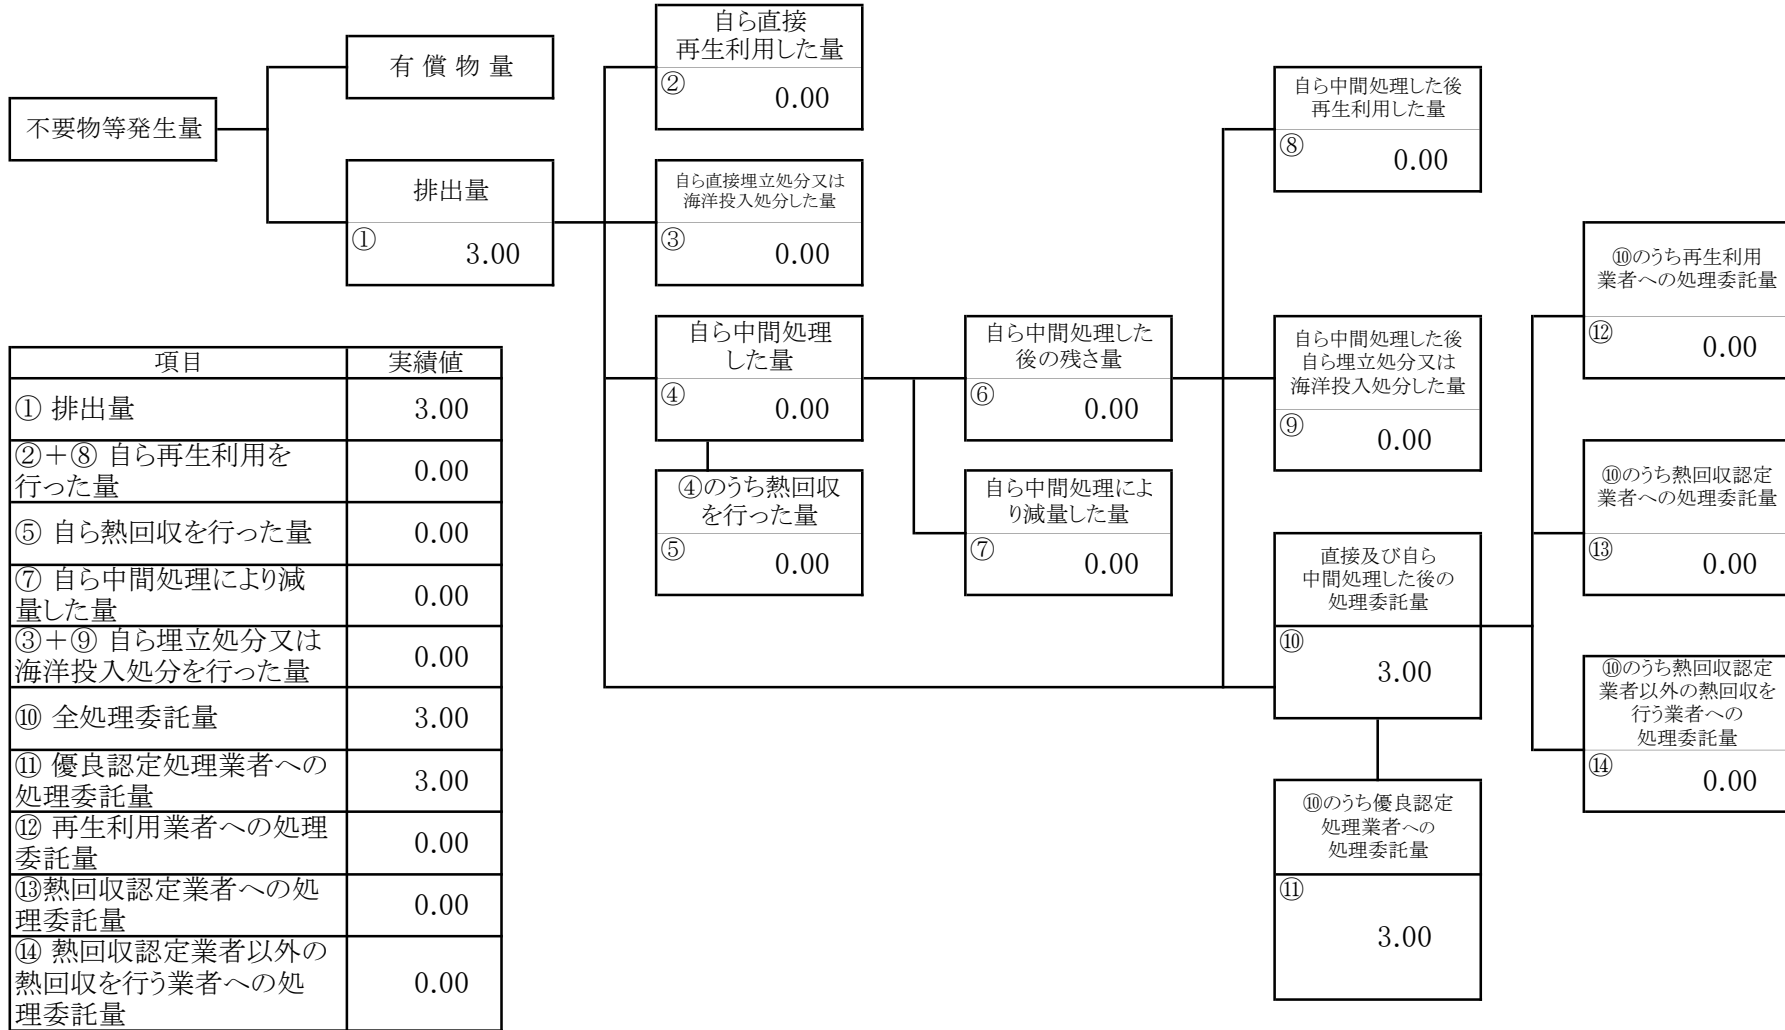 不要物等発生量
有 償 物 量
排出量
①
3.00
自ら直接
再生利用した量
②
0.00
自ら直接埋立処分又は
海洋投入処分した量
③
0.00
自ら中間処理
した量
④
0.00
④のうち熱回収
を行った量
⑤
0.00
自ら中間処理した
後の残さ量
⑥
0.00
自ら中間処理によ
り減量した量
⑦
0.00
自ら中間処理した後
再生利用した量
⑧
0.00
自ら中間処理した後
自ら埋立処分又は
海洋投入処分した量
⑨
0.00
直接及び自ら
中間処理した後の
処理委託量
⑩
3.00
⑩のうち優良認定
処理業者への
処理委託量
⑪
3.00
⑩のうち再生利用
業者への処理委託量
⑫
0.00
⑩のうち熱回収認定
業者への処理委託量
⑬
0.00
⑩のうち熱回収認定
業者以外の熱回収を
行う業者への
処理委託量
⑭
0.00
項目 実績値
① 排出量 3.00
②＋⑧ 自ら再生利用を
行った量 0.00
⑤ 自ら熱回収を行った量 0.00
⑦ 自ら中間処理により減
量した量 0.00
③＋⑨ 自ら埋立処分又は
海洋投入処分を行った量 0.00
⑩ 全処理委託量 3.00
⑪ 優良認定処理業者への
処理委託量 3.00
⑫ 再生利用業者への処理
委託量 0.00
⑬熱回収認定業者への処
理委託量 0.00
⑭ 熱回収認定業者以外の
熱回収を行う業者への処 0.00
理委託量